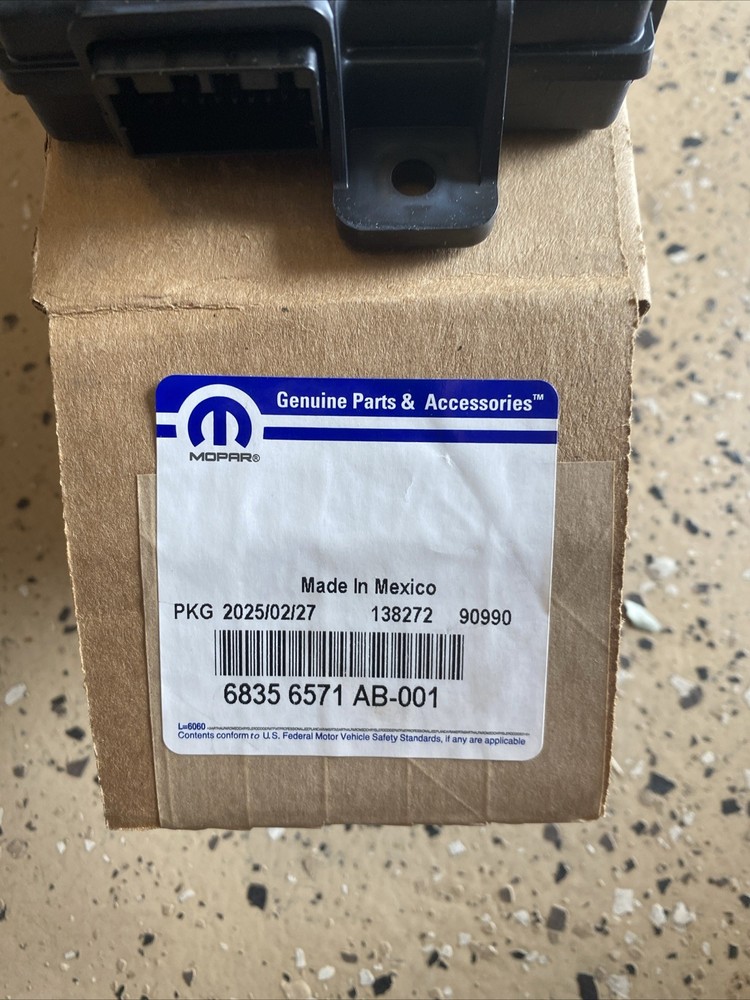 Genuine Parts & Accessories™
MOPAR®
Made In Mexico
PKG 2025/02/27 138272 90990
6835 6571 AB-001
L=6060
Contents conform to U.S. Federal Motor Vehicle Safety Standards, if any are applicable